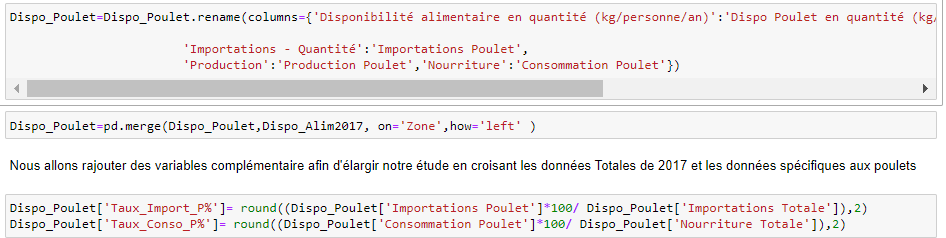 Dispo_Poulet=Dispo_Poulet.rename(columns={'Disponibilité alimentaire en quantité (kg/personne/an)':'Dispo Poulet en quantité (kg/
'Importations - Quantité':'Importations Poulet',
'Production':'Production Poulet','Nourriture':'Consommation Poulet'})
Dispo_Poulet=pd.merge(Dispo_Poulet,Dispo_Alim2017, on='Zone',how='left' )
Nous allons rajouter des variables complémentaire afin d'élargir notre étude en croisant les données Totales de 2017 et les données spécifiques aux poulets
Dispo_Poulet['Taux_Import_P%']= round((Dispo_Poulet['Importations Poulet']*100/ Dispo_Poulet['Importations Totale']),2)
Dispo_Poulet['Taux_Conso_P%']= round((Dispo_Poulet['Consommation Poulet']*100/ Dispo_Poulet['Nourriture Totale']),2)